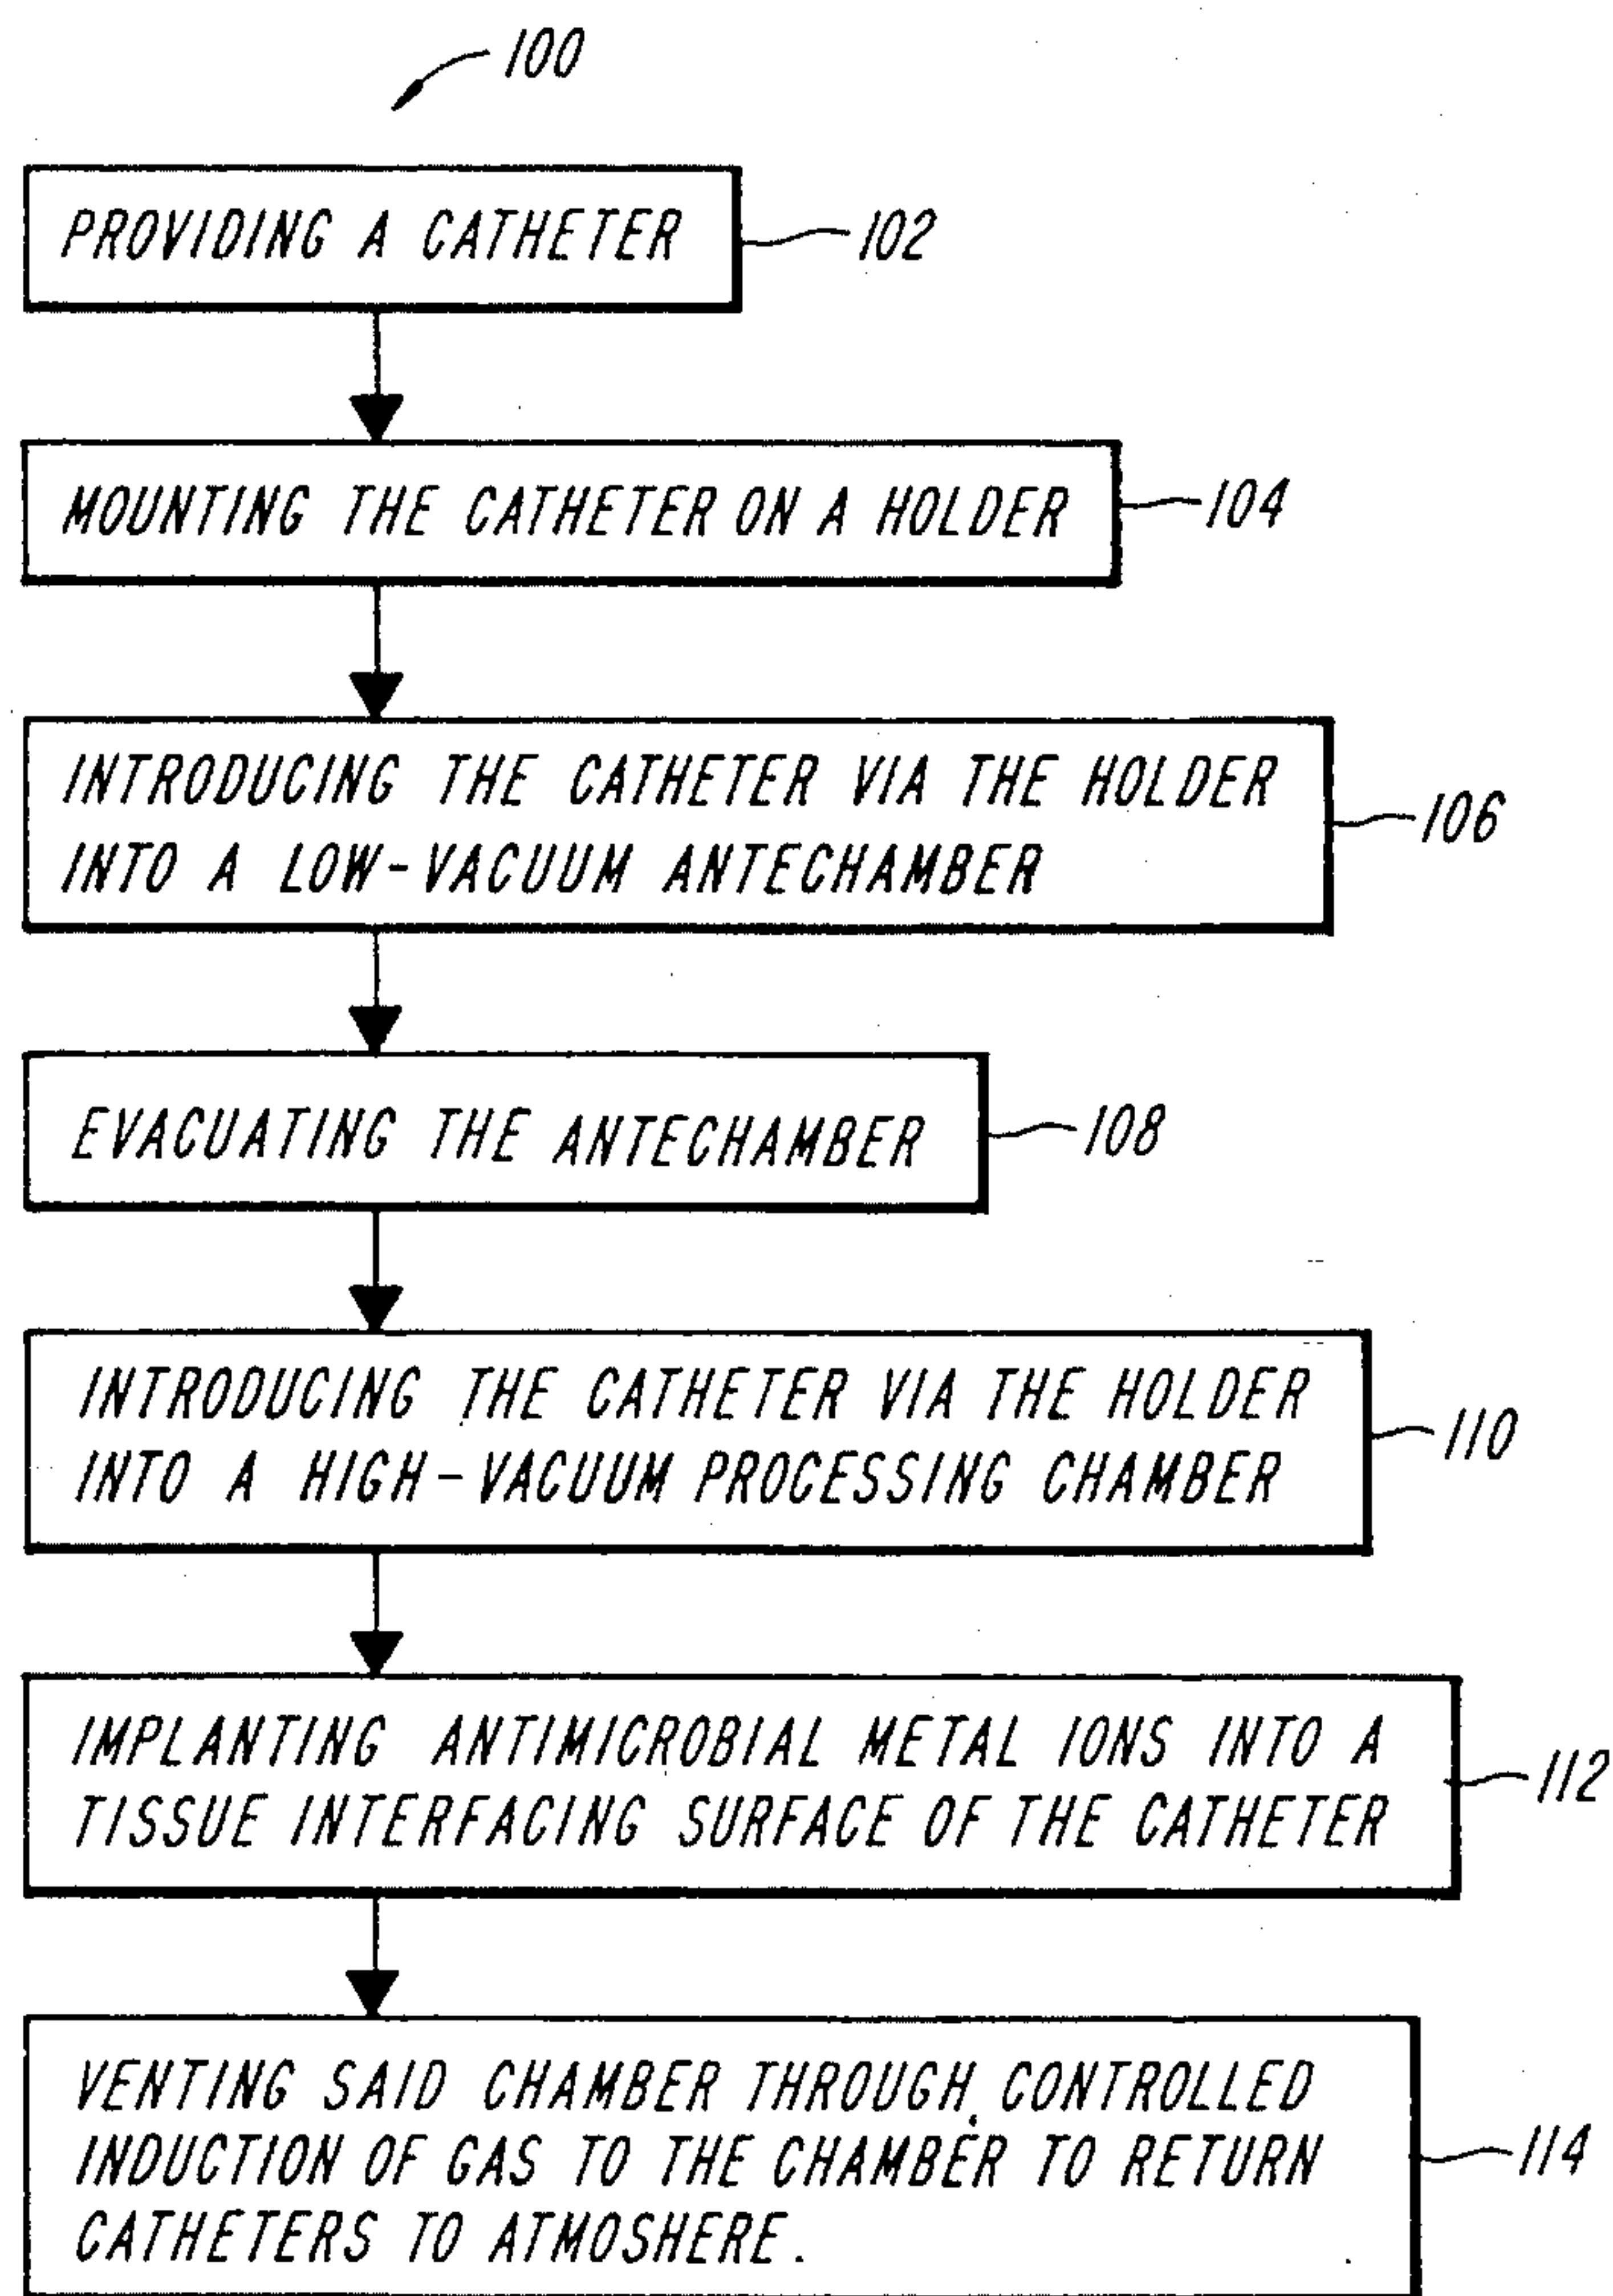 100
PROVIDING A CATHETER
102
MOUNTING THE CATHETER ON A HOLDER
104
INTRODUCING THE CATHETER VIA THE HOLDER
INTO A LOW-VACUUM ANTECHAMBER
106
EVACUATING THE ANTECHAMBER
108
INTRODUCING THE CATHETER VIA THE HOLDER
INTO A HIGH-VACUUM PROCESSING CHAMBER
110
IMPLANTING ANTIMICROBIAL METAL IONS INTO A
TISSUE INTERFACING SURFACE OF THE CATHETER
112
VENTING SAID CHAMBER THROUGH CONTROLLED
INDUCTION OF GAS TO THE CHAMBER TO RETURN
CATHETERS TO ATMOSHERE.
114